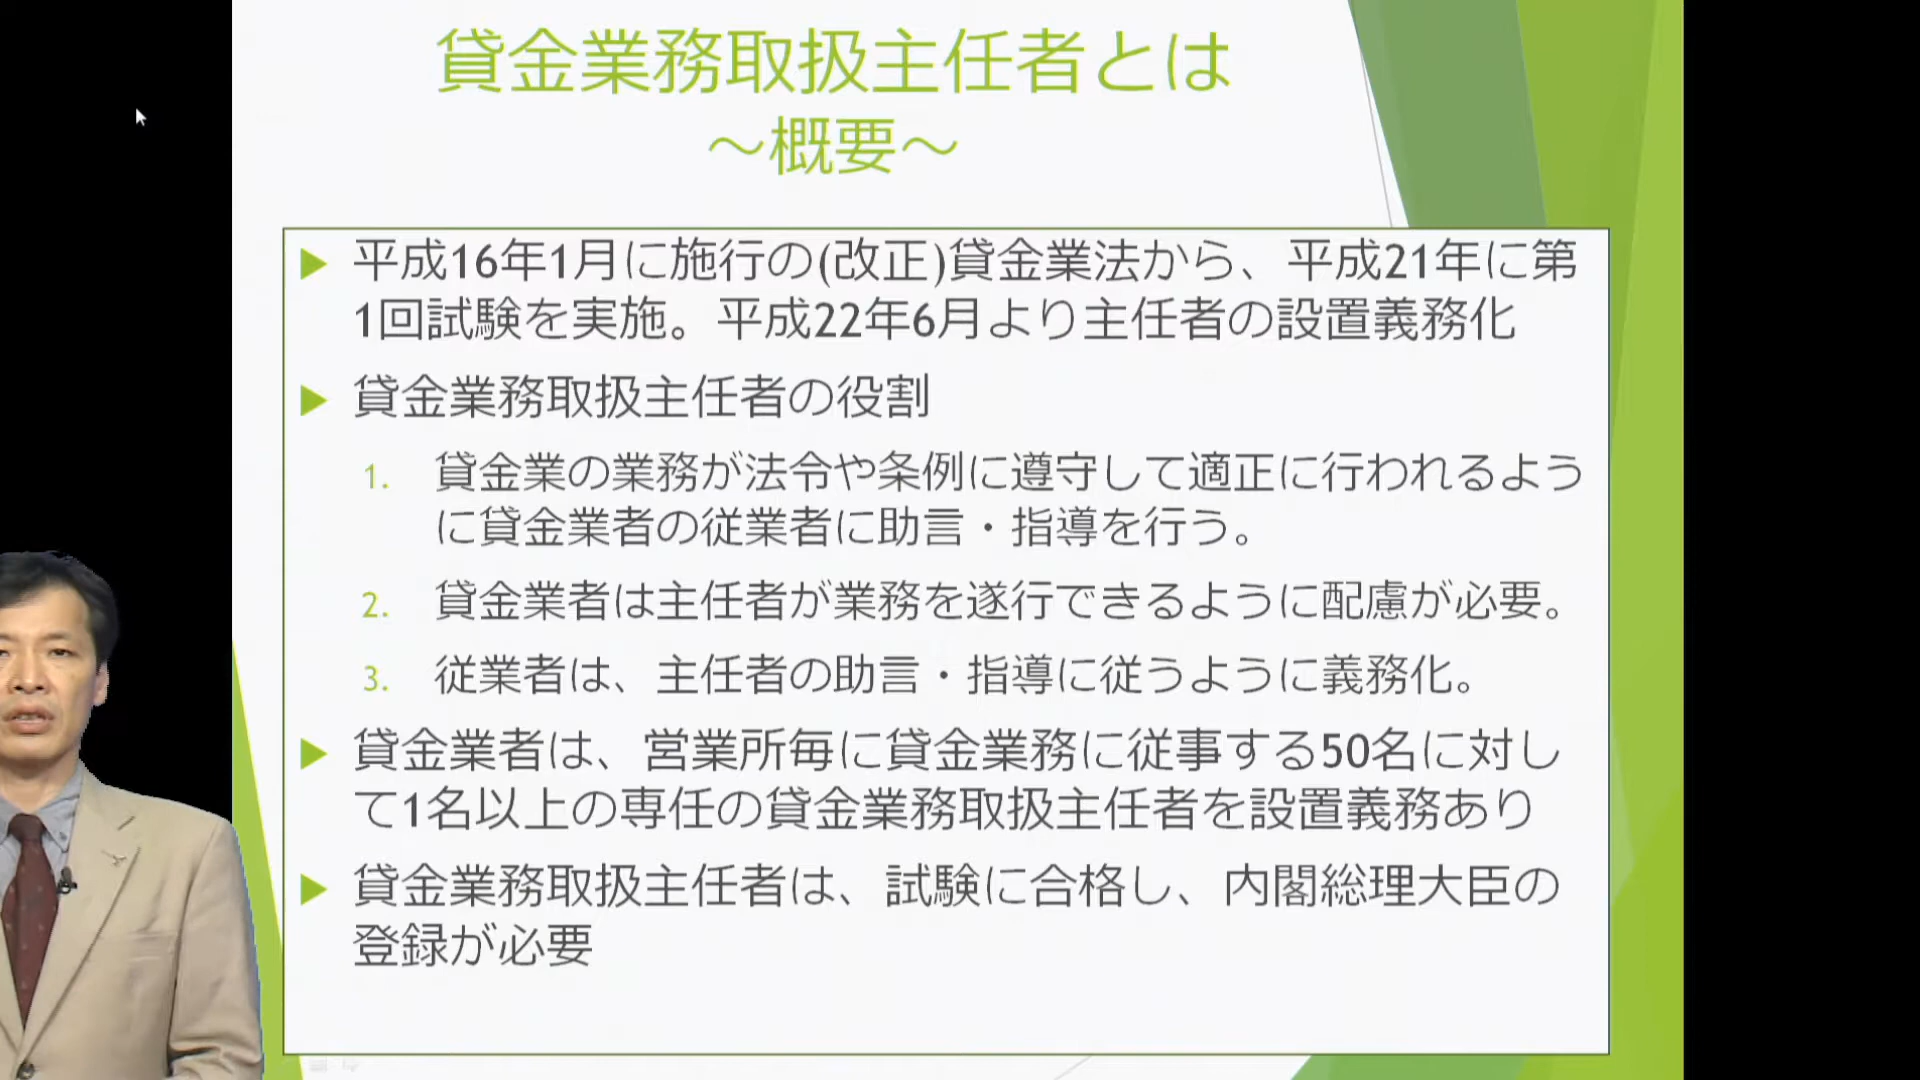 貸金業務取扱主任者とは
～概要～
▶ 平成16年1月に施行の(改正)貸金業法から、平成21年に第
1回試験を実施。平成22年6月より主任者の設置義務化
▶ 貸金業務取扱主任者の役割
1. 貸金業の業務が法令や条例に遵守して適正に行われるよう
に貸金業者の従業者に助言・指導を行う。
2. 貸金業者は主任者が業務を遂行できるように配慮が必要。
3. 従業者は、主任者の助言・指導に従うように義務化。
▶ 貸金業者は、営業所毎に貸金業務に従事する50名に対し
て1名以上の専任の貸金業務取扱主任者を設置義務あり
▶ 貸金業務取扱主任者は、試験に合格し、内閣総理大臣の
登録が必要